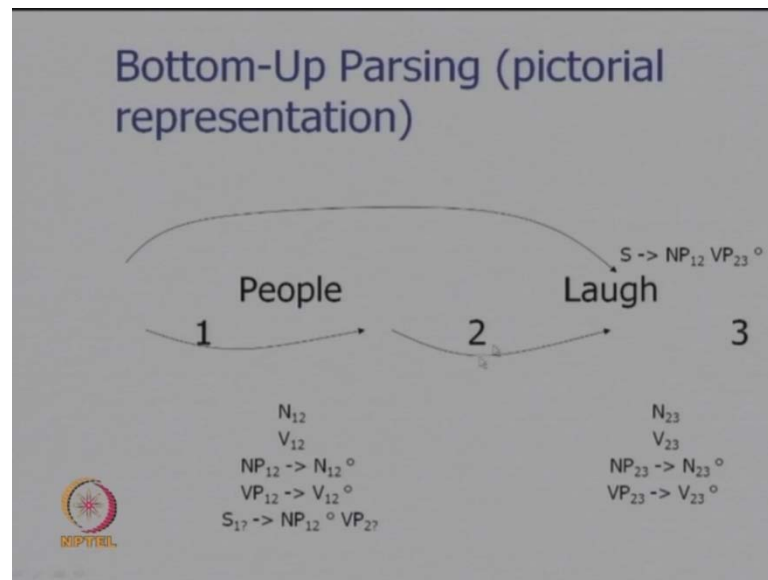 Bottom-Up Parsing (pictorial
representation)
S -> NP₁₂ VP₂₃ °
People Laugh
1 2 3
N₁₂ N₂₃
V₁₂ V₂₃
NP₁₂ -> N₁₂ ° NP₂₃ -> N₂₃ °
VP₁₂ -> V₁₂ ° VP₂₃ -> V₂₃ °
S₁? -> NP₁₂ ° VP₂?
NPTEL